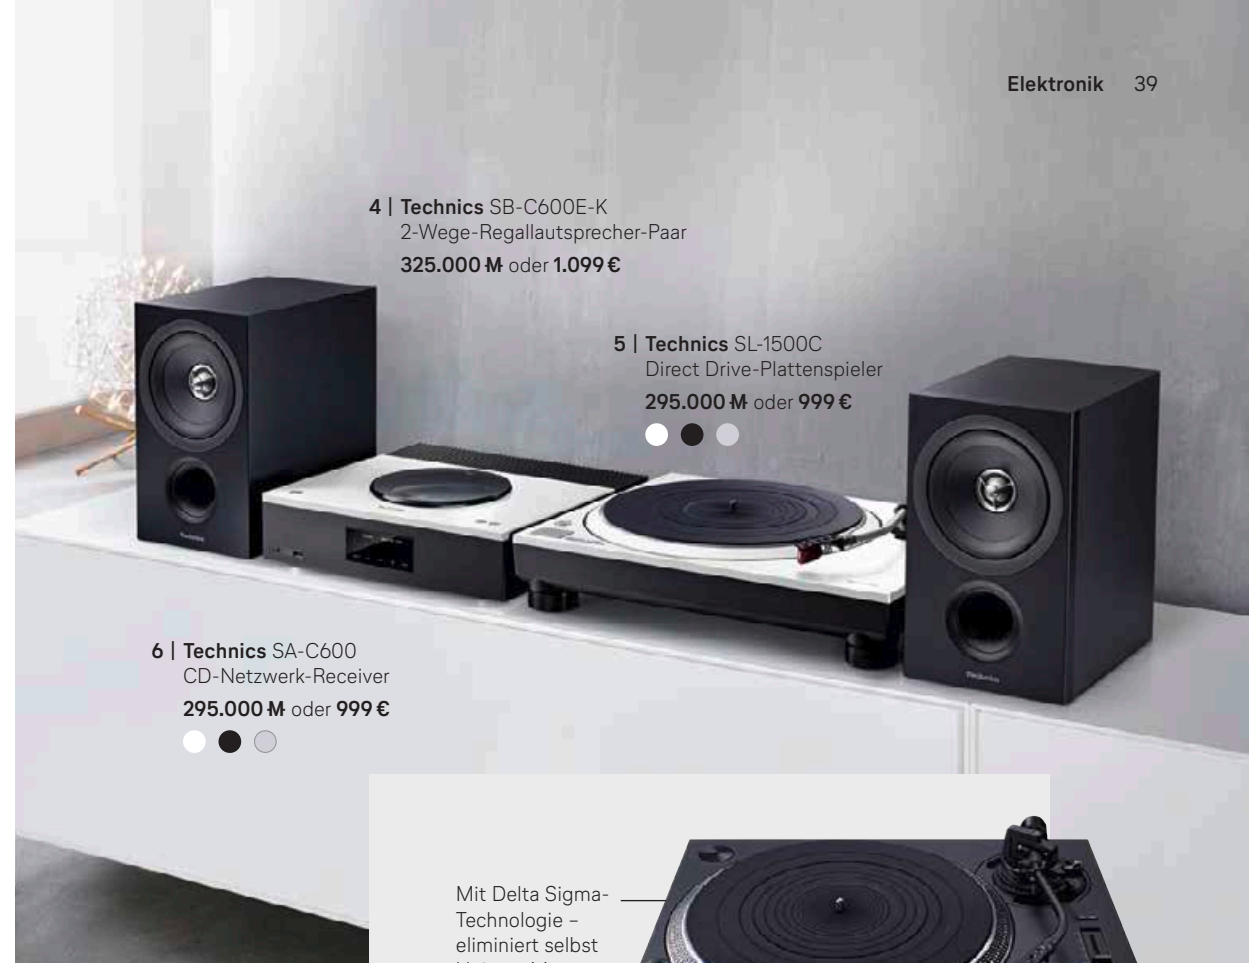 Elektronik 39
4 | Technics SB-C600E-K
2-Wege-Regallautsprecher-Paar
325.000 M oder 1.099 €
5 | Technics SL-1500C
Direct Drive-Plattenspieler
295.000 M oder 999 €
6 | Technics SA-C600
CD-Netzwerk-Receiver
295.000 M oder 999 €
Mit Delta Sigma-
Technologie –
eliminiert selbst